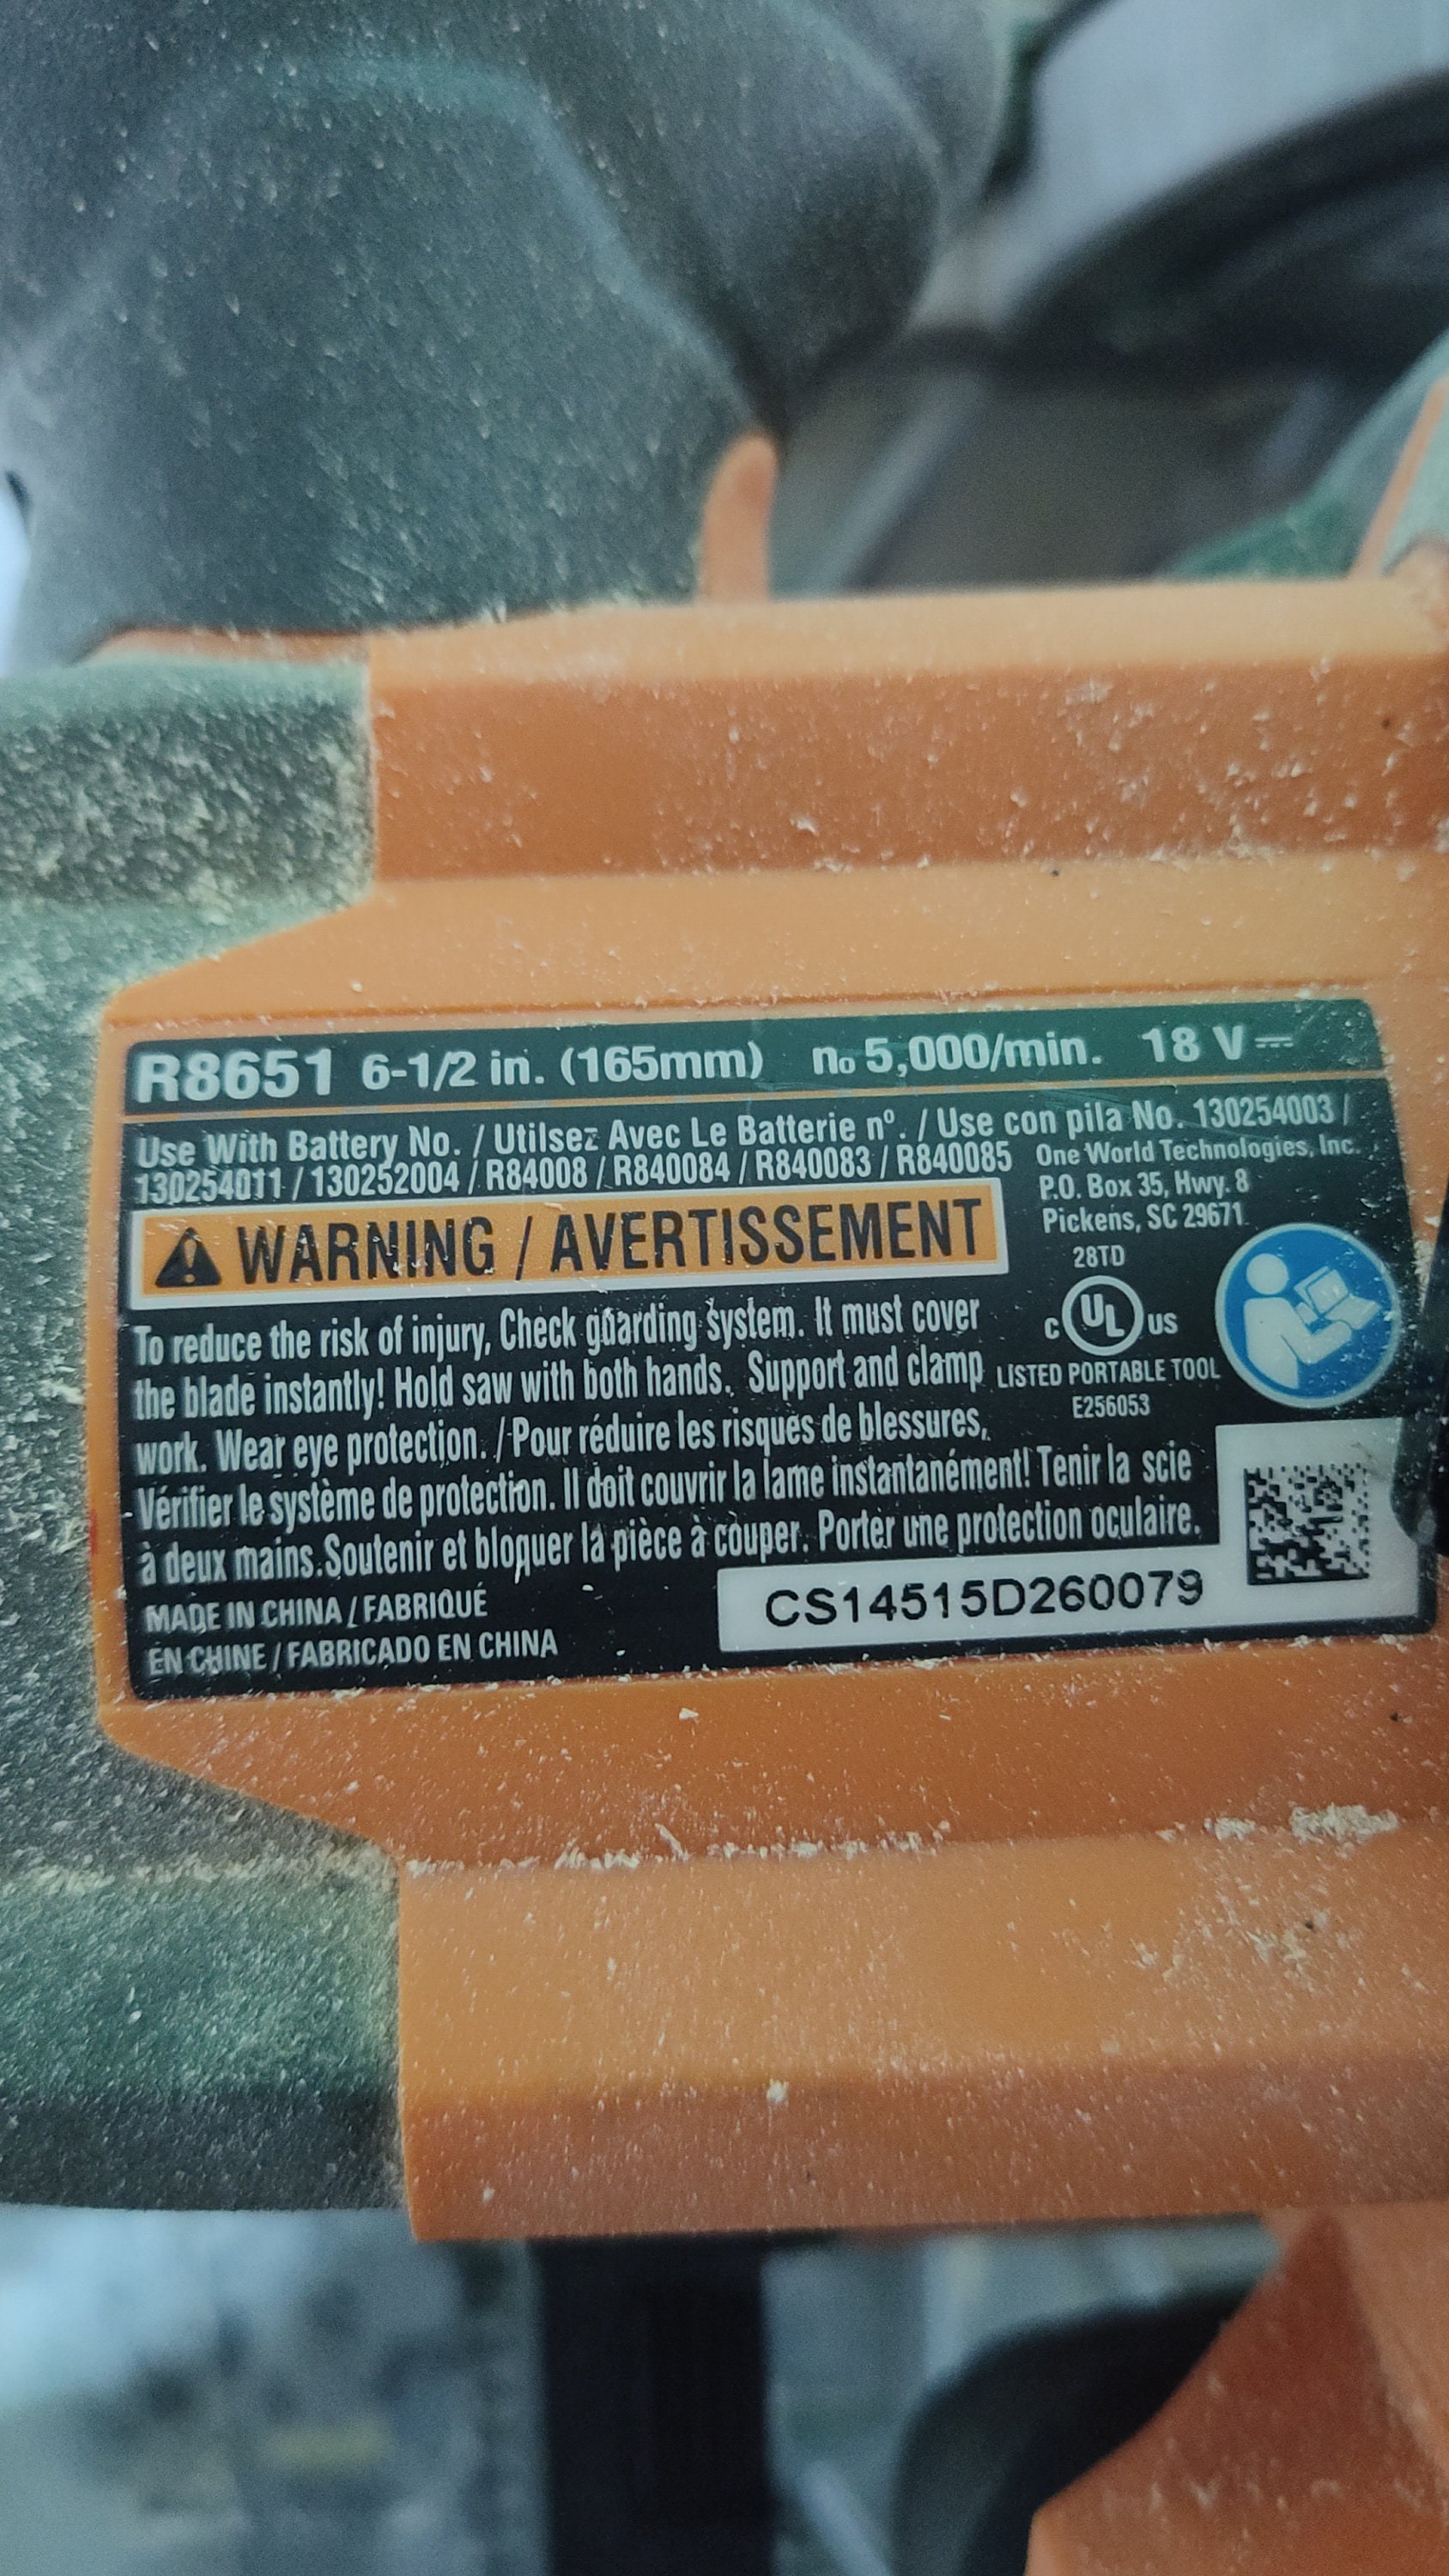 R8651 6-1/2 in. (165mm) no 5,000/min. 18 V
Use With Battery No. / Utilsez Avec Le Batterie nº. / Use con pila No. 130254003 /
130254011 / 130252004 / R84008 / R840084 / R840083 / R840085
One World Technologies, Inc.
P.O. Box 35, Hwy. 8
Pickens, SC 29671
28TD
C UL US
LISTED PORTABLE TOOL
E256053
WARNING / AVERTISSEMENT
To reduce the risk of injury, Check guarding system. It must cover
the blade instantly! Hold saw with both hands. Support and clamp
work. Wear eye protection. / Pour réduire les risques de blessures,
Vérifier le système de protection. Il doit couvrir la lame instantanément! Tenir la scie
à deux mains. Soutenir et bloquer la pièce à couper. Porter une protection oculaire.
MADE IN CHINA / FABRIQUÉ
EN CHINE / FABRICADO EN CHINA
CS14515D260079